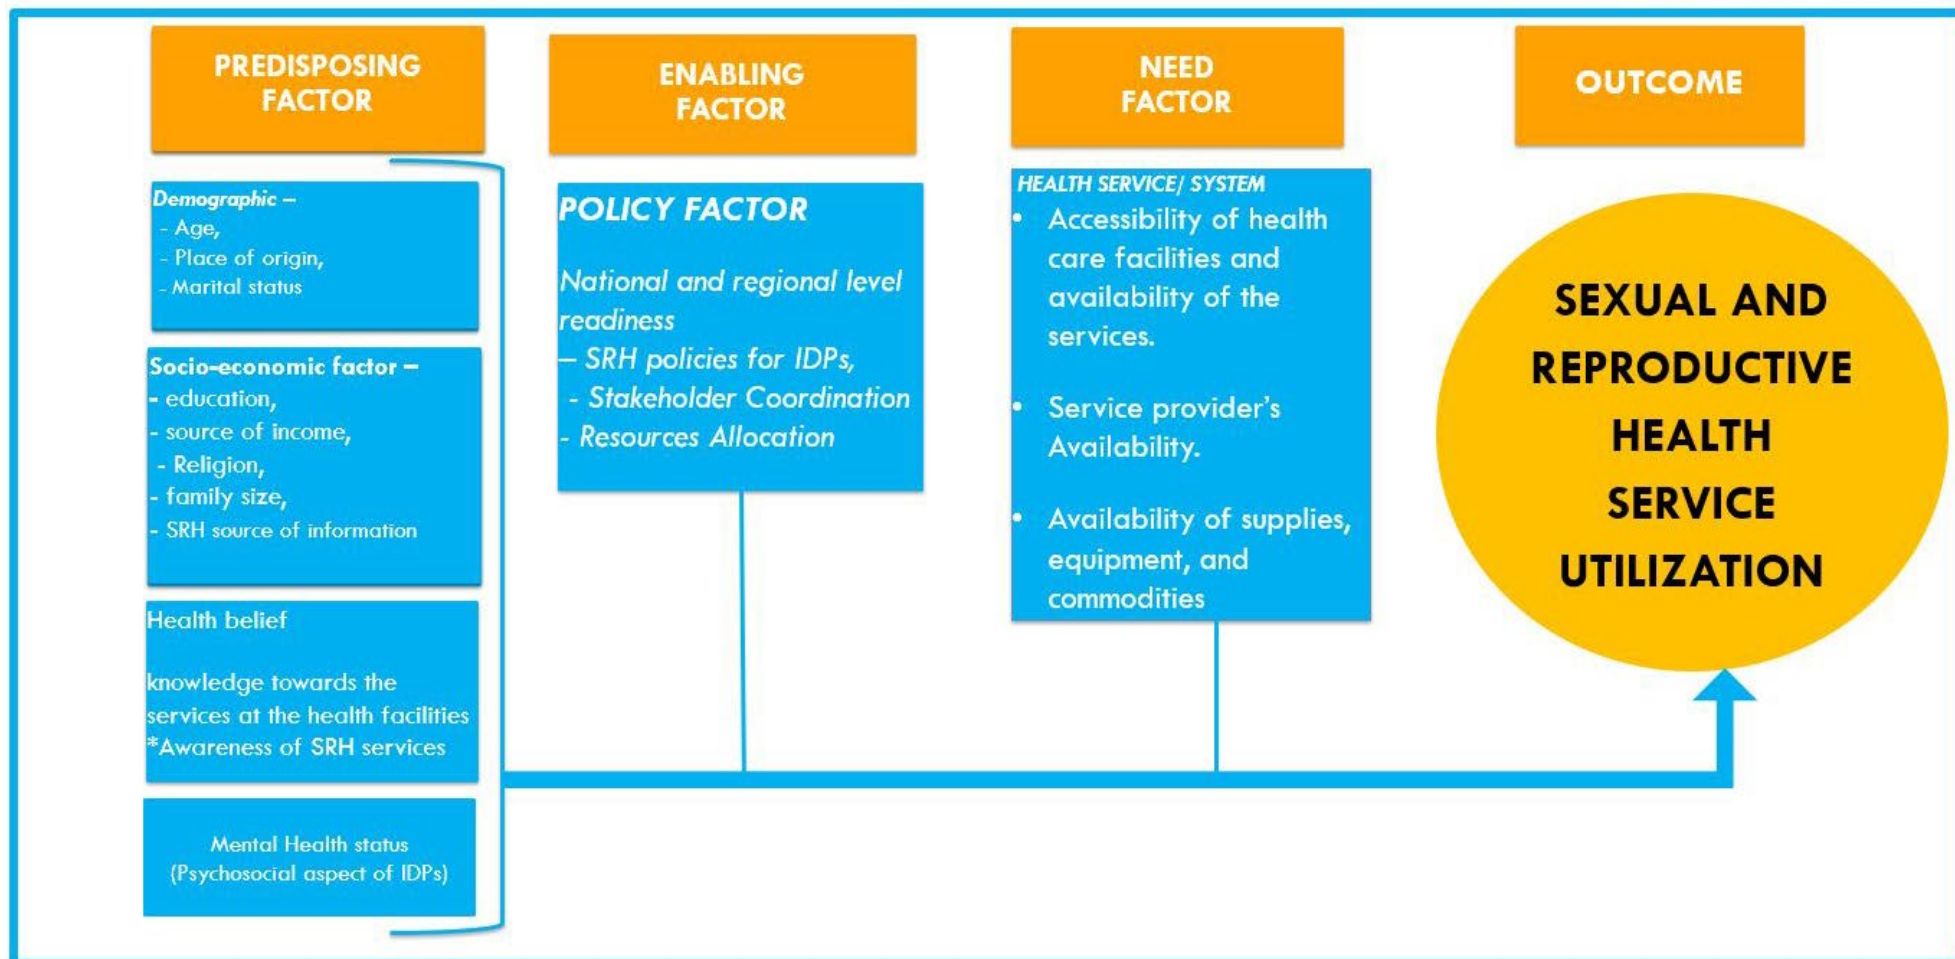 PREDISPOSING
FACTOR
Demographic –
- Age,
- Place of origin,
- Marital status
Socio-economic factor –
- education,
- source of income,
- Religion,
- family size,
- SRH source of information
Health belief
knowledge towards the
services at the health facilities
*Awareness of SRH services
Mental Health status
(Psychosocial aspect of IDPs)
ENABLING
FACTOR
POLICY FACTOR
National and regional level
readiness
– SRH policies for IDPs,
- Stakeholder Coordination
- Resources Allocation
NEED
FACTOR
HEALTH SERVICE/ SYSTEM
• Accessibility of health
care facilities and
availability of the
services.
• Service provider's
Availability.
• Availability of supplies,
equipment, and
commodities
OUTCOME
SEXUAL AND
REPRODUCTIVE
HEALTH
SERVICE
UTILIZATION